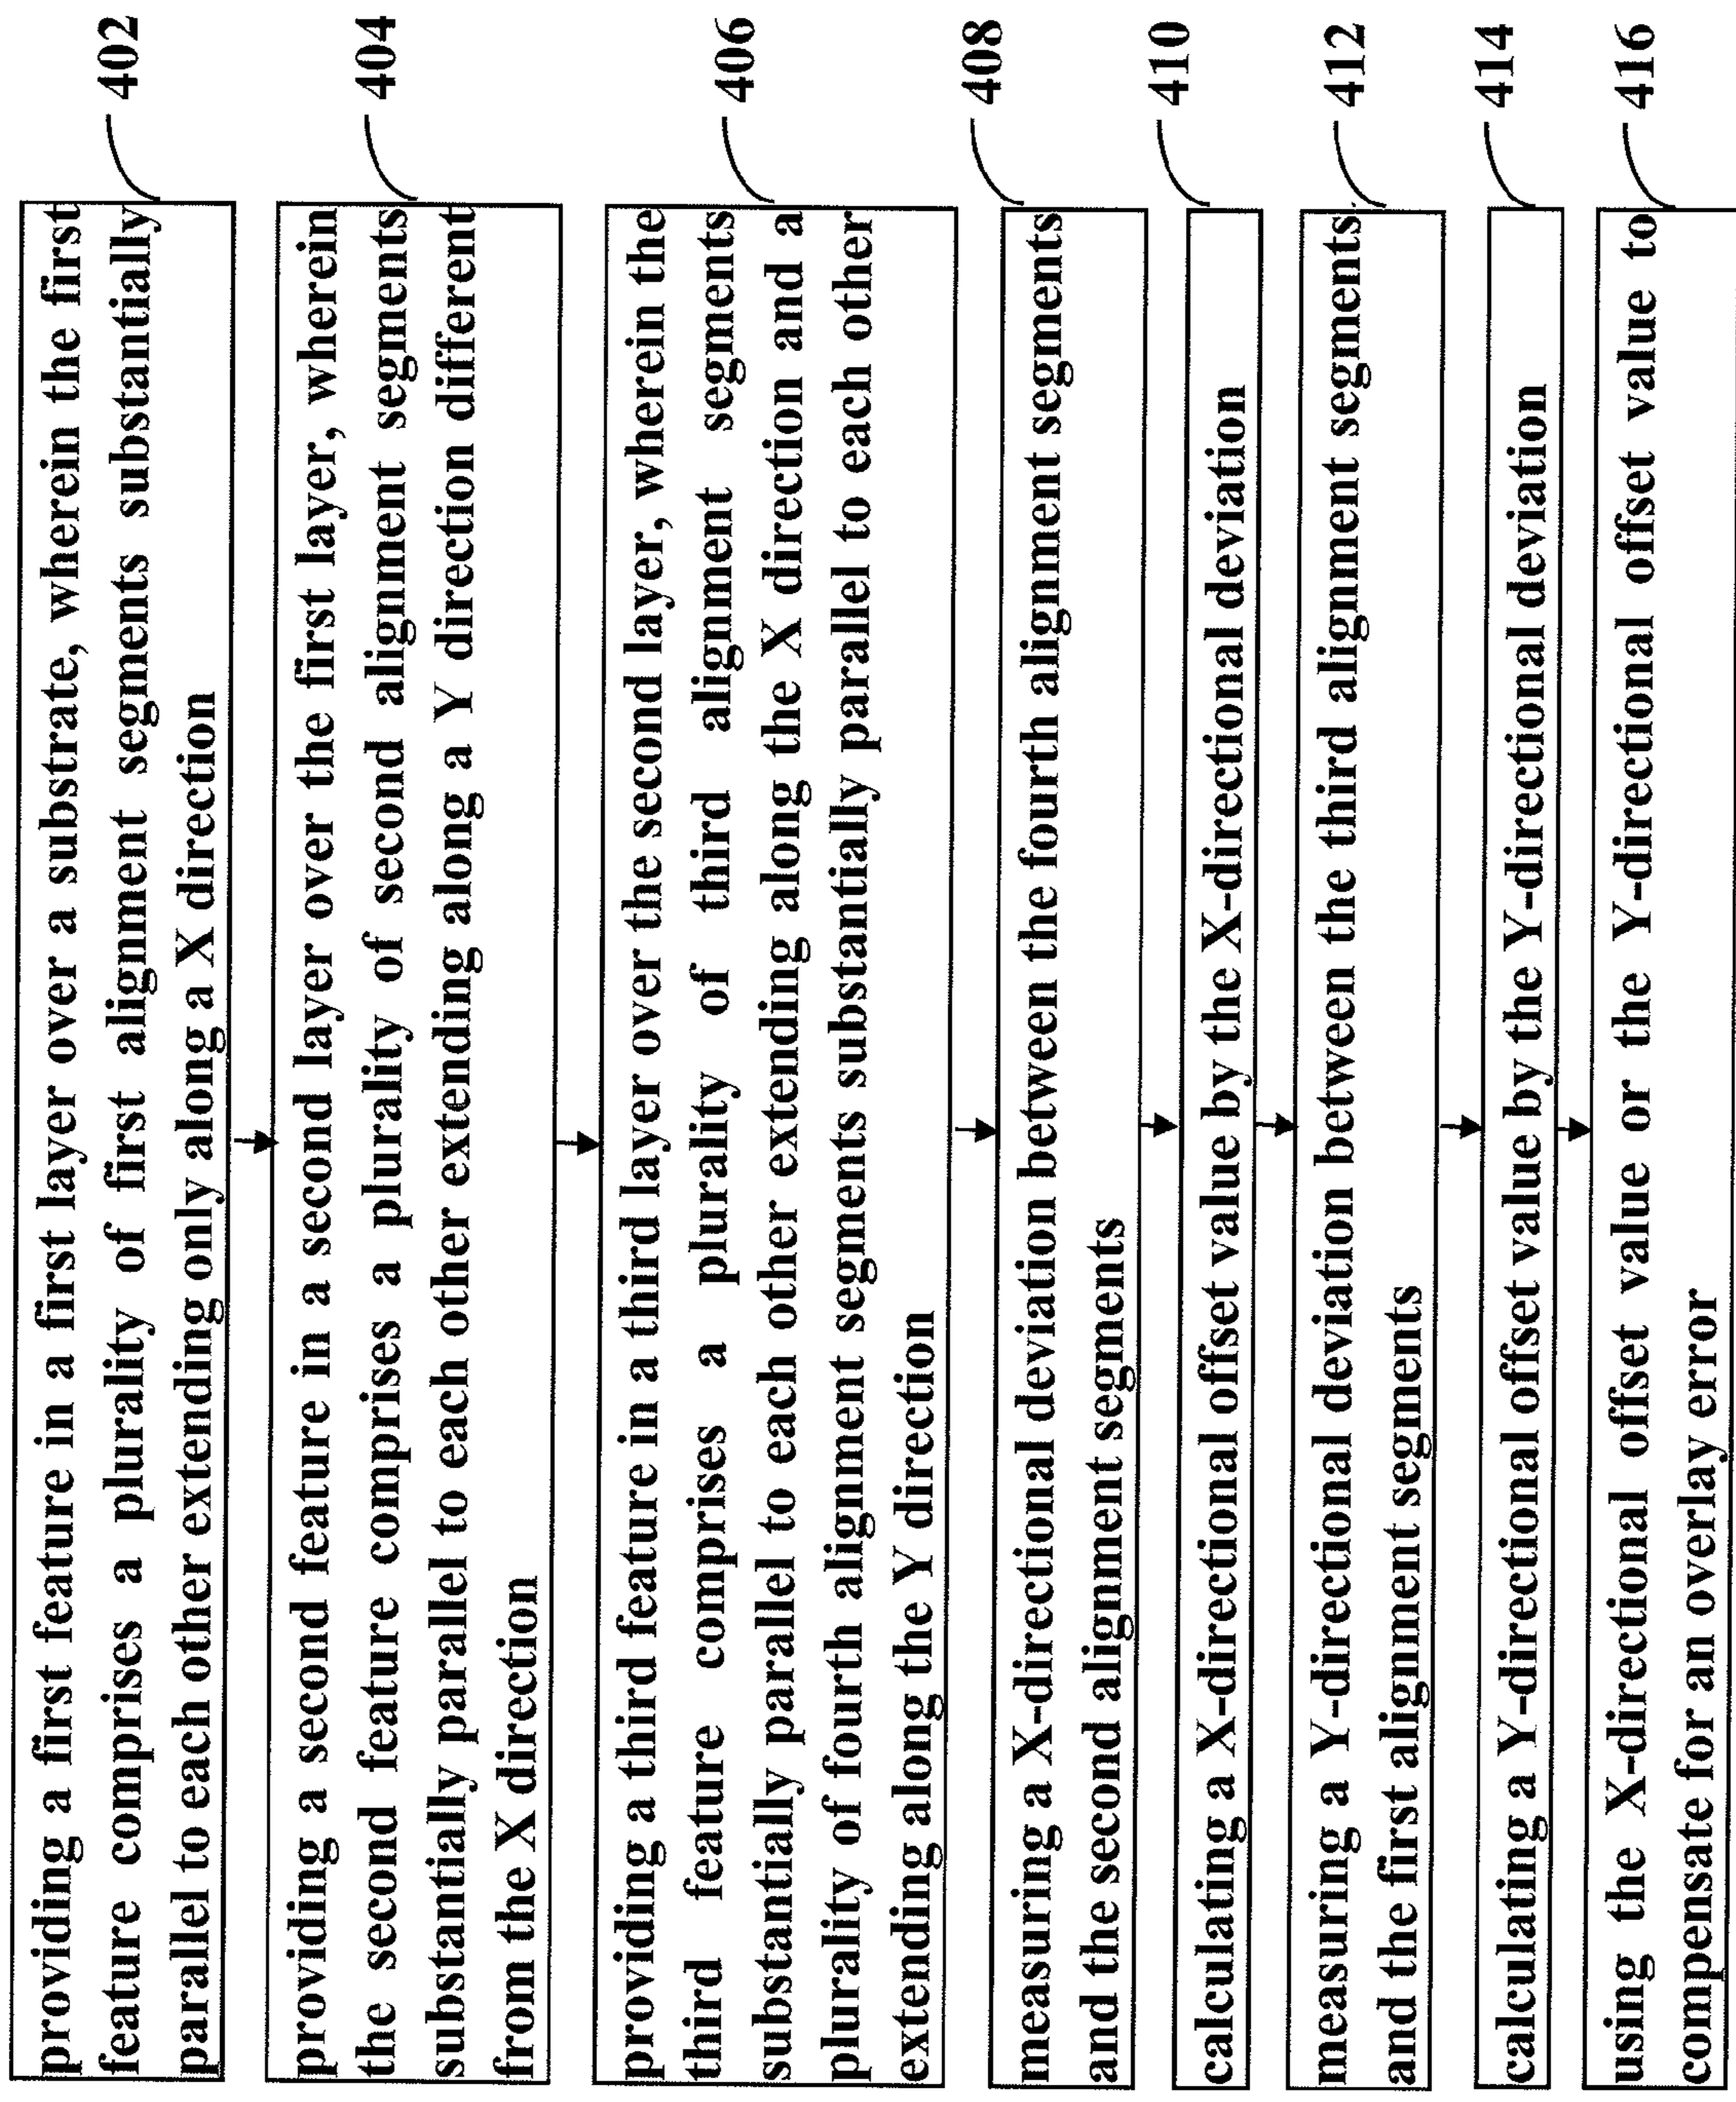 providing a first feature in a first layer over a substrate, wherein the first
feature comprises a plurality of first alignment segments substantially
parallel to each other extending only along a X direction
402
providing a second feature in a second layer over the first layer, wherein
the second feature comprises a plurality of second alignment segments
substantially parallel to each other extending along a Y direction different
from the X direction
404
providing a third feature in a third layer over the second layer, wherein the
third feature comprises a plurality of third alignment segments
substantially parallel to each other extending along the X direction and a
plurality of fourth alignment segments substantially parallel to each other
extending along the Y direction
406
measuring a X-directional deviation between the fourth alignment segments
and the second alignment segments
408
calculating a X-directional offset value by the X-directional deviation
410
measuring a Y-directional deviation between the third alignment segments
and the first alignment segments
412
calculating a Y-directional offset value by the Y-directional deviation
414
using the X-directional offset value or the Y-directional offset value to
compensate for an overlay error
416